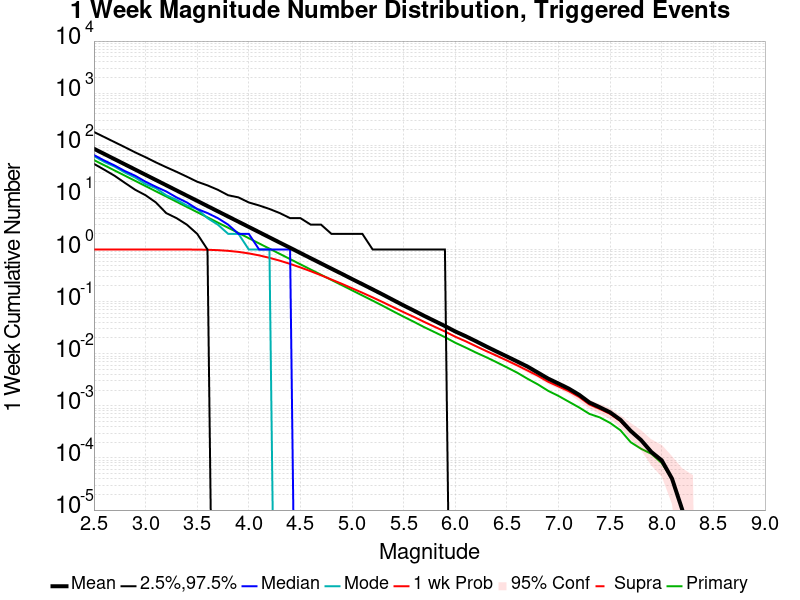 1 Week Magnitude Number Distribution, Triggered Events
1 Week Cumulative Number
10^4
10^3
10^2
10^1
10^0
10^-1
10^-2
10^-3
10^-4
10^-5
2.5 3.0 3.5 4.0 4.5 5.0 5.5 6.0 6.5 7.0 7.5 8.0 8.5 9.0
Magnitude
Mean 2.5%,97.5% Median Mode 1 wk Prob 95% Conf Supra Primary